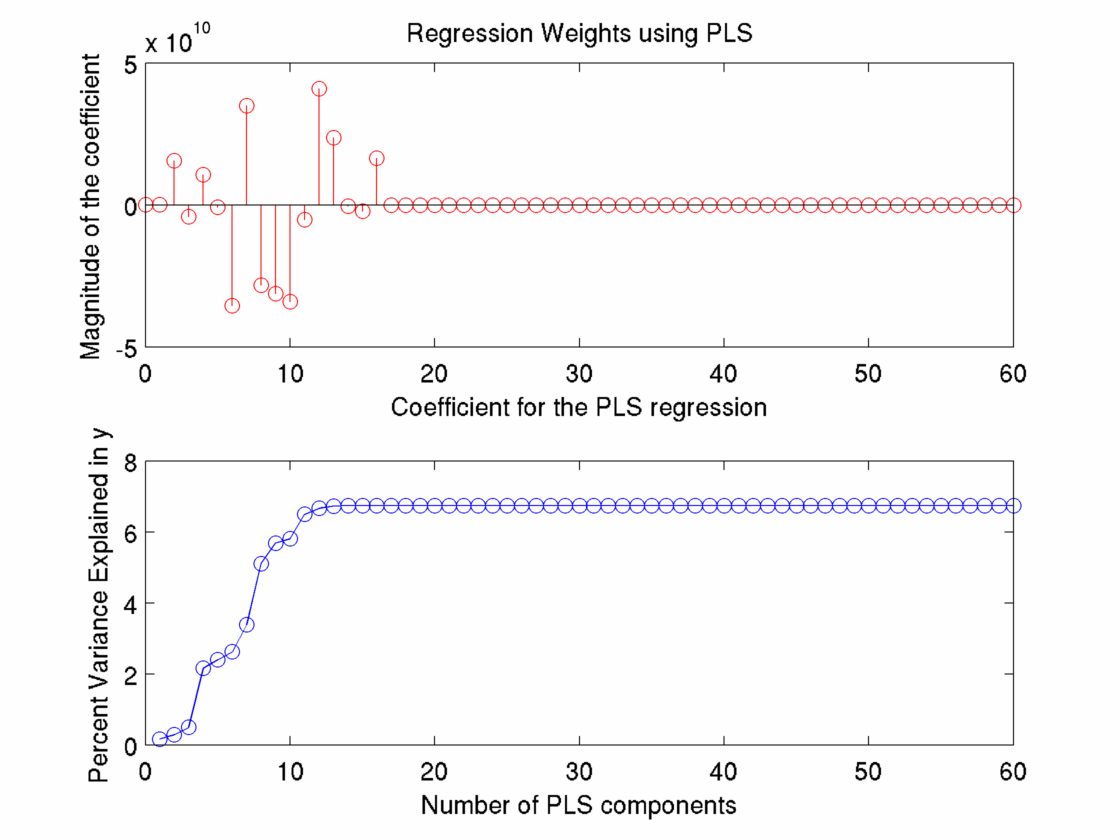 Regression Weights using PLS
x 10^10
5
0
-5
Magnitude of the coefficient
0 10 20 30 40 50 60
Coefficient for the PLS regression
8
6
4
2
0
Percent Variance Explained in y
0 10 20 30 40 50 60
Number of PLS components